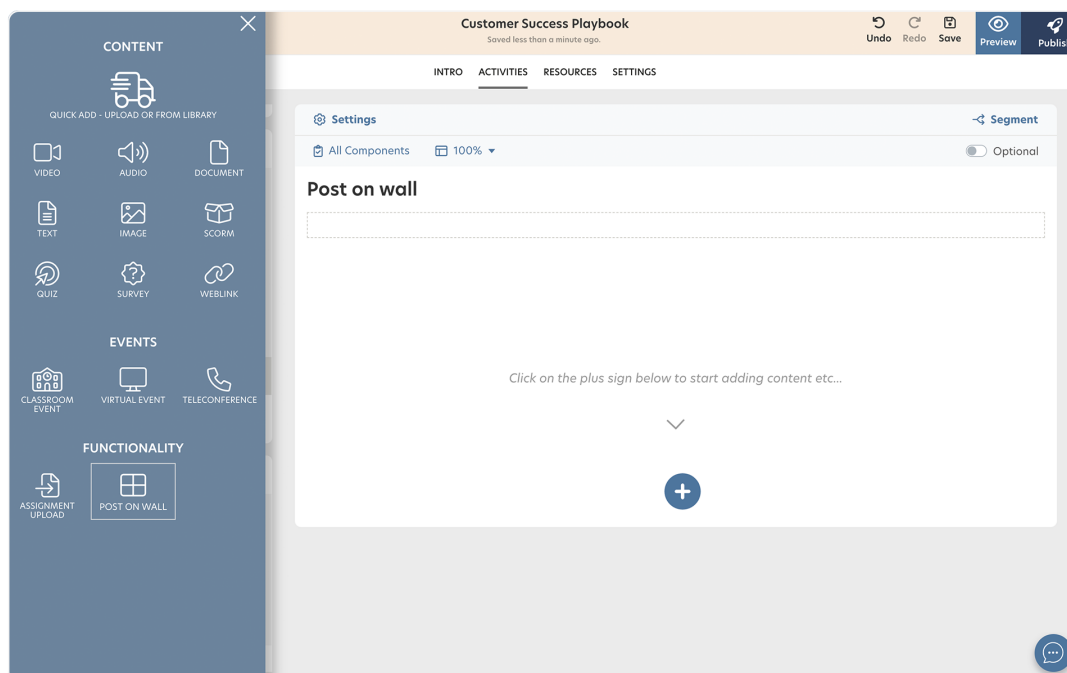 CONTENT
QUICK ADD - UPLOAD OR FROM LIBRARY
VIDEO
AUDIO
DOCUMENT
TEXT
IMAGE
SCORM
QUIZ
SURVEY
WEBLINK
EVENTS
CLASSROOM
EVENT
VIRTUAL EVENT
TELECONFERENCE
FUNCTIONALITY
ASSIGNMENT
UPLOAD
POST ON WALL
Customer Success Playbook
Saved less than a minute ago.
Undo
Redo
Save
Preview
Publis
INTRO
ACTIVITIES
RESOURCES
SETTINGS
Settings
Segment
All Components
100%
Optional
Post on wall
Click on the plus sign below to start adding content etc...